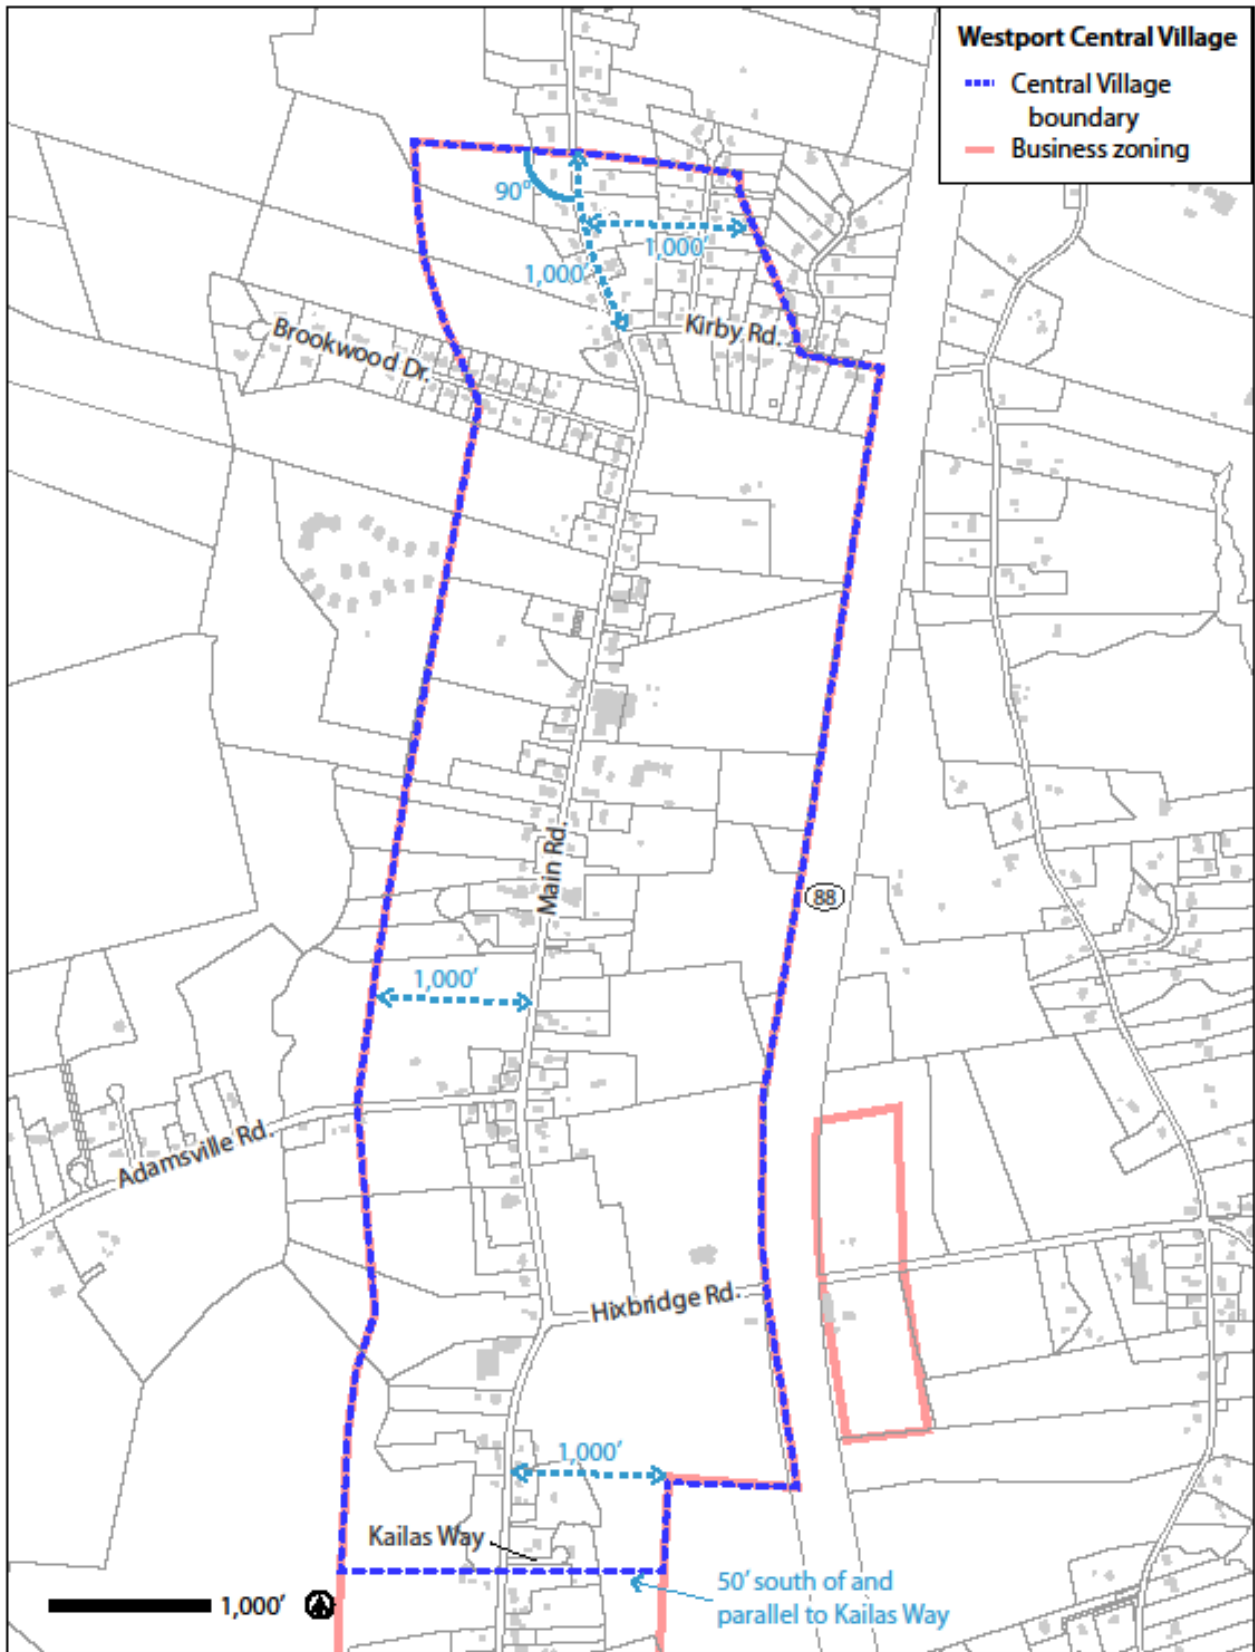 Westport Central Village
Central Village
boundary
Business zoning
90°
1,000'
1,000'
Kirby Rd.
Brookwood Dr.
Main Rd.
88
1,000'
Adamsville Rd.
Hixbridge Rd.
1,000'
Kailas Way
50' south of and
parallel to Kailas Way
1,000'